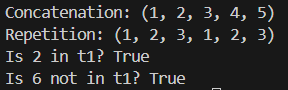 Concatenation: (1, 2, 3, 4, 5)
Repetition: (1, 2, 3, 1, 2, 3)
Is 2 in t1? True
Is 6 not in t1? True